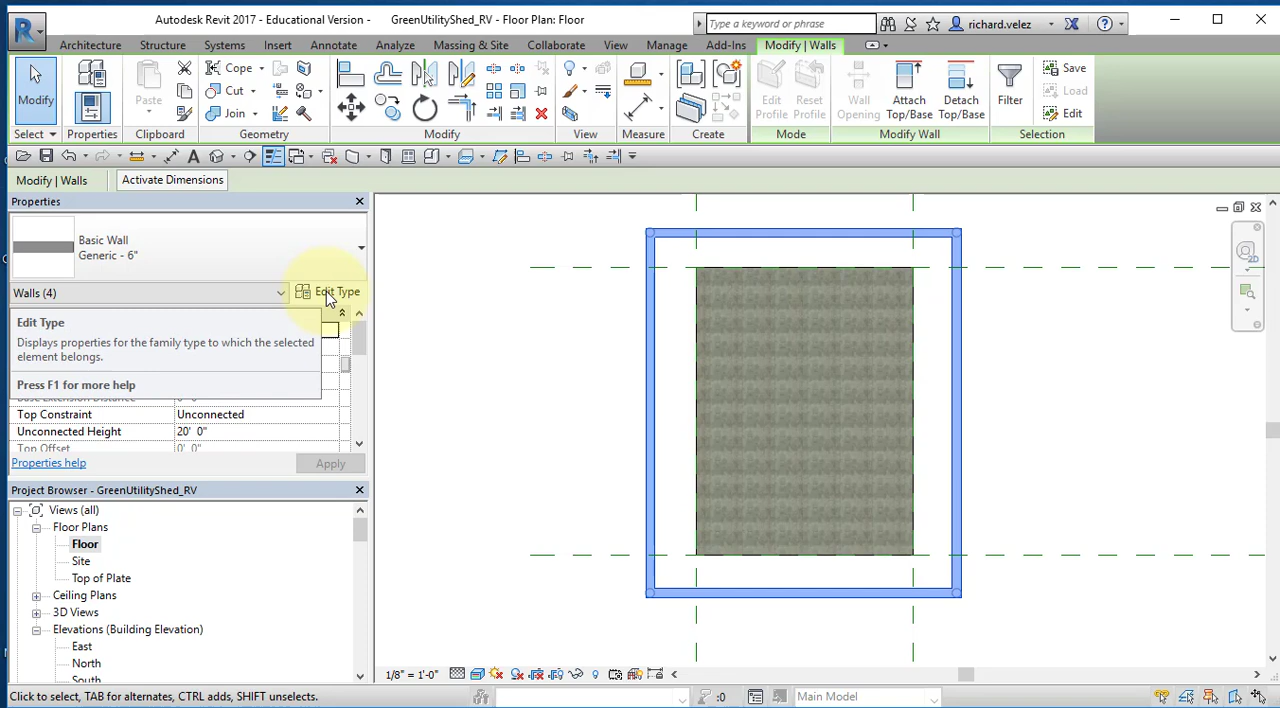 Autodesk Revit 2017 - Educational Version - GreenUtilityShed_RV - Floor Plan: Floor
Type a keyword or phrase
richard.velez
Architecture Structure Systems Insert Annotate Analyze Massing & Site Collaborate View Manage Add-Ins Modify | Walls
Modify
Paste
Cope
Cut
Join
Edit Profile
Reset Profile
Wall Opening
Attach Top/Base
Detach Top/Base
Filter
Save
Load
Edit
Select Properties Clipboard Geometry Modify View Measure Create Mode Modify Wall Selection
Modify | Walls
Activate Dimensions
Properties
Basic Wall
Generic - 6"
Walls (4)
Edit Type
Edit Type
Displays properties for the family type to which the selected
element belongs.
Press F1 for more help
Top Constraint Unconnected
Unconnected Height 20' 0"
Top Offset 0' 0"
Properties help
Apply
Project Browser - GreenUtilityShed_RV
Views (all)
Floor Plans
Floor
Site
Top of Plate
Ceiling Plans
3D Views
Elevations (Building Elevation)
East
North
South
2D
1/8" = 1'-0"
Click to select, TAB for alternates, CTRL adds, SHIFT unselects.
:0
Main Model